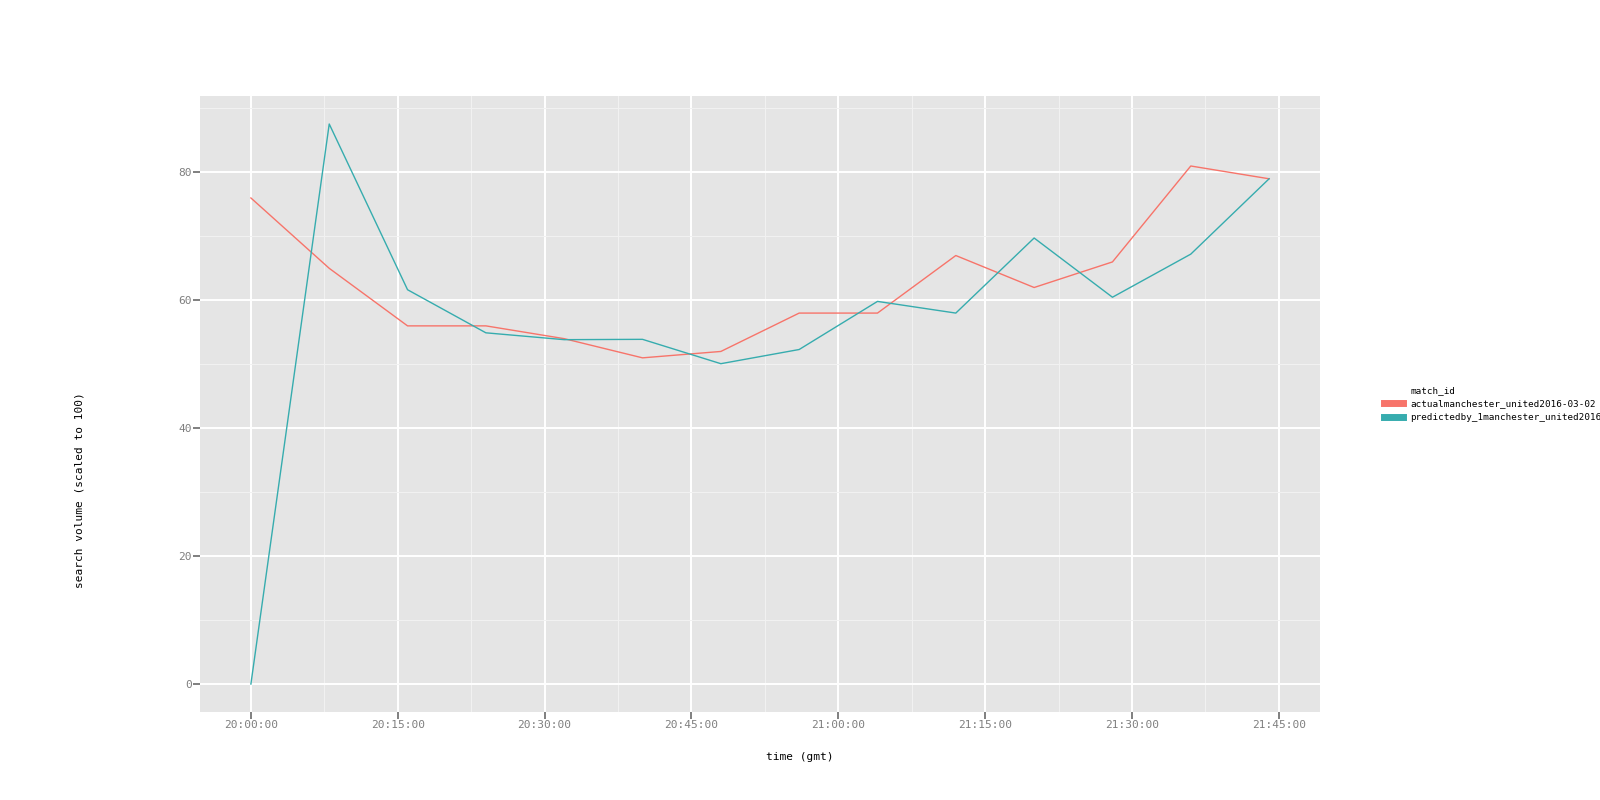 80
60
40
20
0
search volume (scaled to 100)
20:00:00 20:15:00 20:30:00 20:45:00 21:00:00 21:15:00 21:30:00 21:45:00
time (gmt)
match_id
actualmanchester_united2016-03-02
predictedby_1manchester_united2016